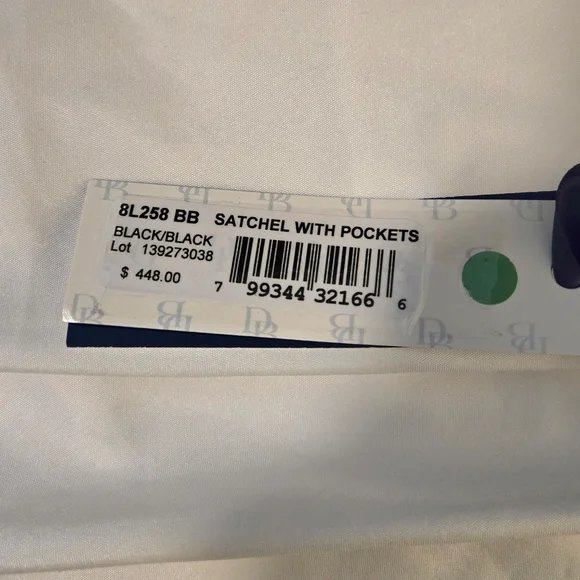 8L258 BB SATCHEL WITH POCKETS
BLACK/BLACK
Lot 139273038
$ 448.00
7 99344 32166 6